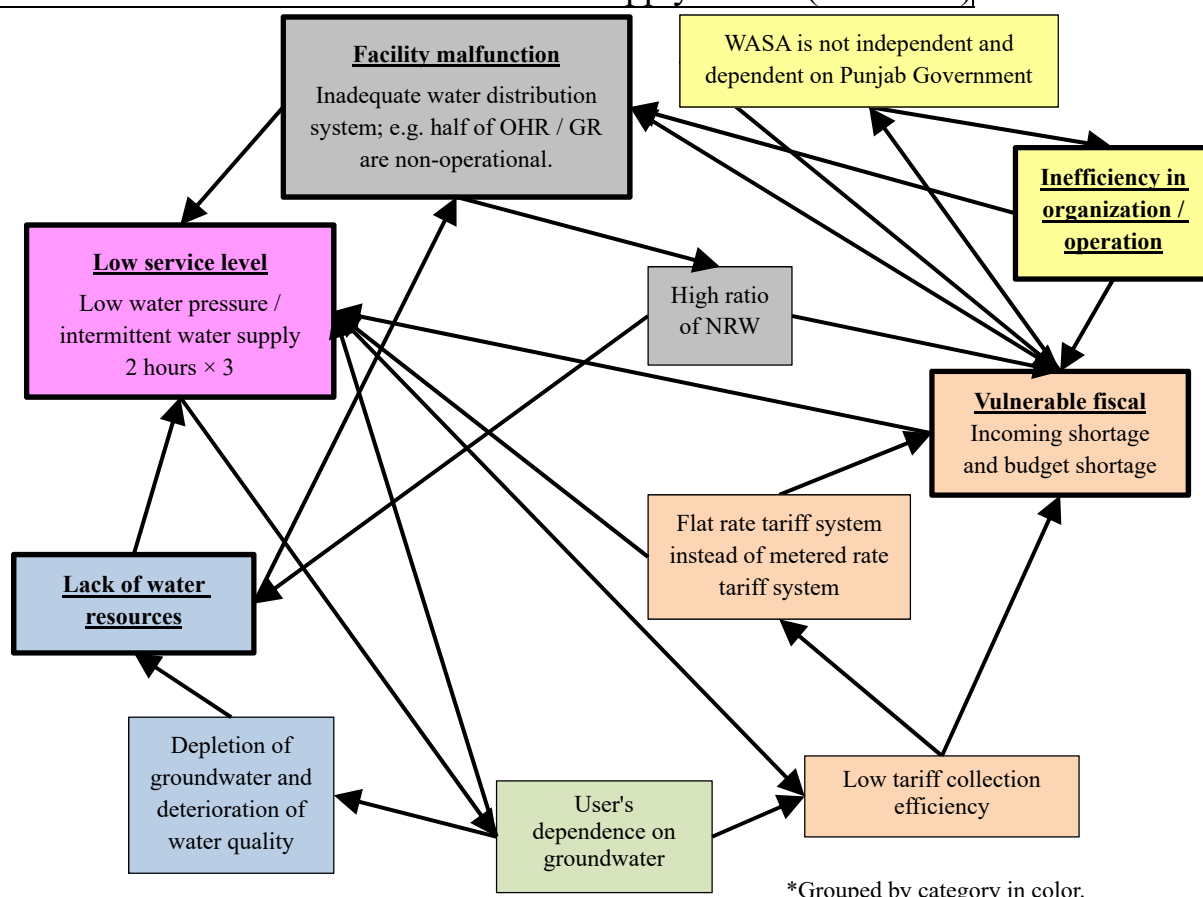 Facility malfunction
Inadequate water distribution
system; e.g. half of OHR / GR
are non-operational.
WASA is not independent and
dependent on Punjab Government
Inefficiency in
organization /
operation
Low service level
Low water pressure /
intermittent water supply
2 hours × 3
High ratio
of NRW
Vulnerable fiscal
Incoming shortage
and budget shortage
Flat rate tariff system
instead of metered rate
tariff system
Lack of water
resources
Depletion of
groundwater and
deterioration of
water quality
User's
dependence on
groundwater
Low tariff collection
efficiency
*Grouped by category in color.